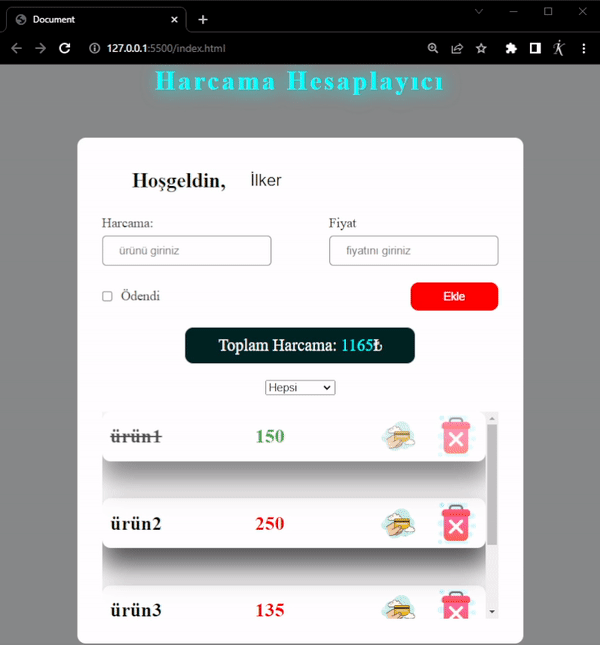 Document
127.0.0.1:5500/index.html
Harcama Hesaplayıcı
Hoşgeldin, İlker
Harcama: Fiyat
ürünü giriniz fiyatını giriniz
Ödendi Ekle
Toplam Harcama: 1165₺
Hepsi
ürün1 150
ürün2 250
ürün3 135